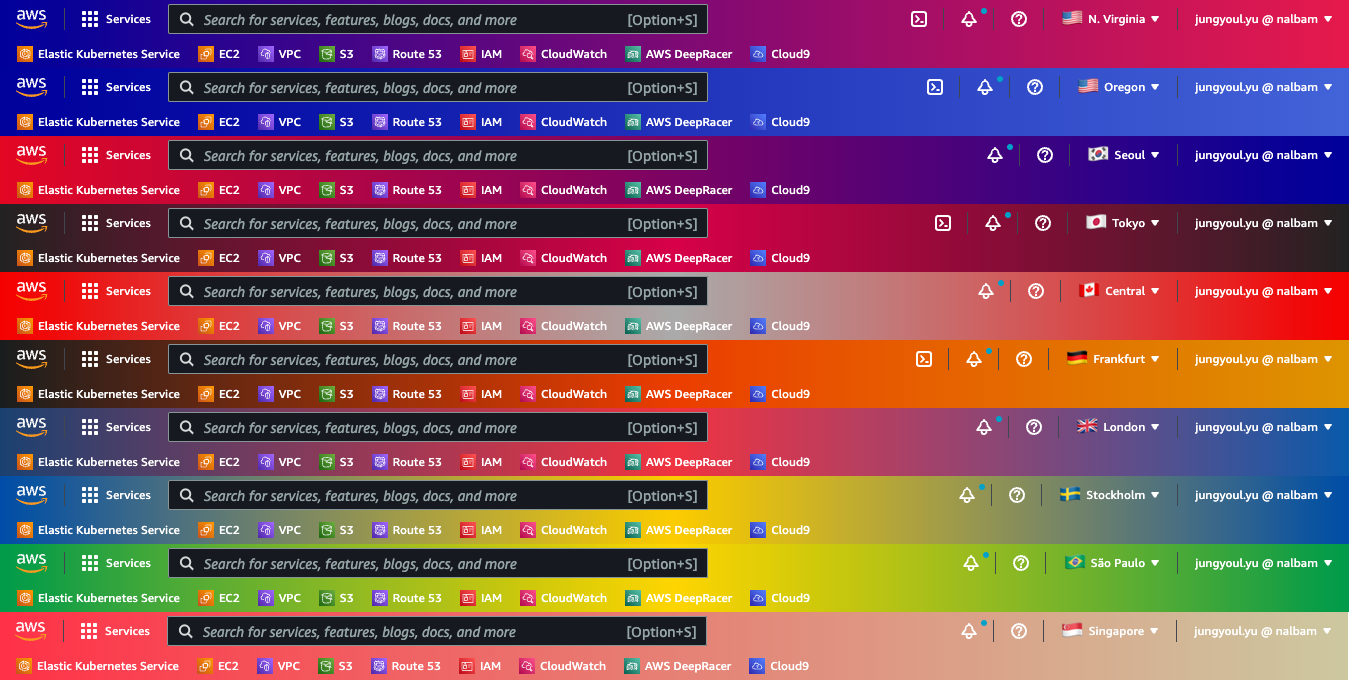 aws Services Search for services, features, blogs, docs, and more [Option+S] N. Virginia jungyoul.yu @ nalbam
Elastic Kubernetes Service EC2 VPC S3 Route 53 IAM CloudWatch AWS DeepRacer Cloud9
aws Services Search for services, features, blogs, docs, and more [Option+S] Oregon jungyoul.yu @ nalbam
Elastic Kubernetes Service EC2 VPC S3 Route 53 IAM CloudWatch AWS DeepRacer Cloud9
aws Services Search for services, features, blogs, docs, and more [Option+S] Seoul jungyoul.yu @ nalbam
Elastic Kubernetes Service EC2 VPC S3 Route 53 IAM CloudWatch AWS DeepRacer Cloud9
aws Services Search for services, features, blogs, docs, and more [Option+S] Tokyo jungyoul.yu @ nalbam
Elastic Kubernetes Service EC2 VPC S3 Route 53 IAM CloudWatch AWS DeepRacer Cloud9
aws Services Search for services, features, blogs, docs, and more [Option+S] Central jungyoul.yu @ nalbam
Elastic Kubernetes Service EC2 VPC S3 Route 53 IAM CloudWatch AWS DeepRacer Cloud9
aws Services Search for services, features, blogs, docs, and more [Option+S] Frankfurt jungyoul.yu @ nalbam
Elastic Kubernetes Service EC2 VPC S3 Route 53 IAM CloudWatch AWS DeepRacer Cloud9
aws Services Search for services, features, blogs, docs, and more [Option+S] London jungyoul.yu @ nalbam
Elastic Kubernetes Service EC2 VPC S3 Route 53 IAM CloudWatch AWS DeepRacer Cloud9
aws Services Search for services, features, blogs, docs, and more [Option+S] Stockholm jungyoul.yu @ nalbam
Elastic Kubernetes Service EC2 VPC S3 Route 53 IAM CloudWatch AWS DeepRacer Cloud9
aws Services Search for services, features, blogs, docs, and more [Option+S] São Paulo jungyoul.yu @ nalbam
Elastic Kubernetes Service EC2 VPC S3 Route 53 IAM CloudWatch AWS DeepRacer Cloud9
aws Services Search for services, features, blogs, docs, and more [Option+S] Singapore jungyoul.yu @ nalbam
Elastic Kubernetes Service EC2 VPC S3 Route 53 IAM CloudWatch AWS DeepRacer Cloud9